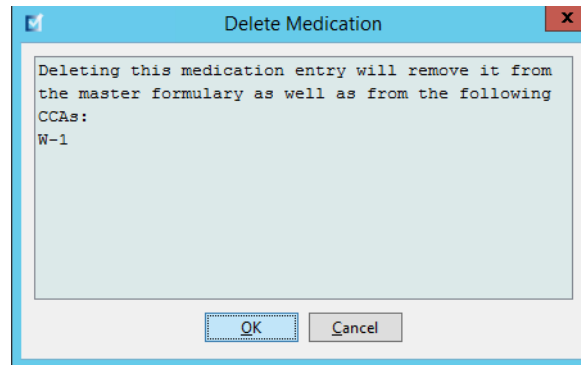 Delete Medication
x
Deleting this medication entry will remove it from
the master formulary as well as from the following
CCAs:
W-1
OK
Cancel